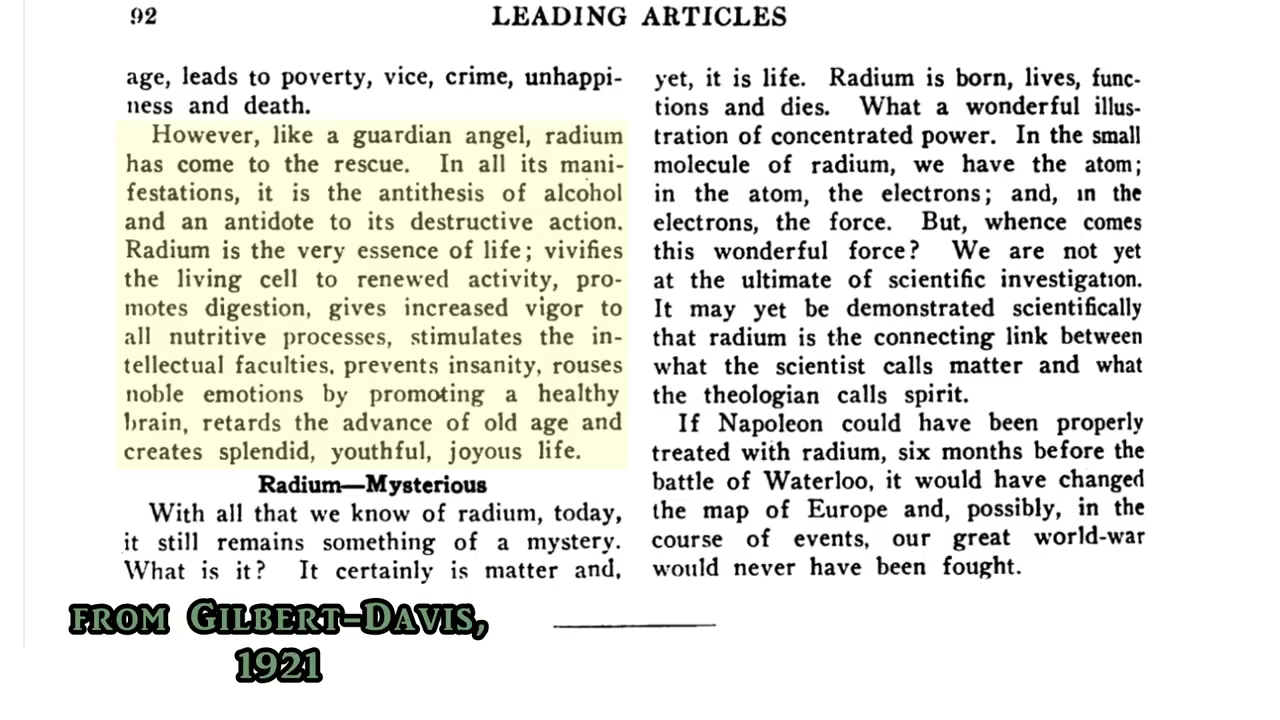 92
LEADING ARTICLES
age, leads to poverty, vice, crime, unhappi-
ness and death.
However, like a guardian angel, radium
has come to the rescue. In all its mani-
festations, it is the antithesis of alcohol
and an antidote to its destructive action.
Radium is the very essence of life; vivifies
the living cell to renewed activity, pro-
motes digestion, gives increased vigor to
all nutritive processes, stimulates the in-
tellectual faculties, prevents insanity, rouses
noble emotions by promoting a healthy
brain, retards the advance of old age and
creates splendid, youthful, joyous life.
Radium—Mysterious
With all that we know of radium, today,
it still remains something of a mystery.
What is it? It certainly is matter and,
yet, it is life. Radium is born, lives, func-
tions and dies. What a wonderful illus-
tration of concentrated power. In the small
molecule of radium, we have the atom;
in the atom, the electrons; and, in the
electrons, the force. But, whence comes
this wonderful force? We are not yet
at the ultimate of scientific investigation.
It may yet be demonstrated scientifically
that radium is the connecting link between
what the scientist calls matter and what
the theologian calls spirit.
If Napoleon could have been properly
treated with radium, six months before the
battle of Waterloo, it would have changed
the map of Europe and, possibly, in the
course of events, our great world-war
would never have been fought.
FROM GILBERT-DAVIS,
1921